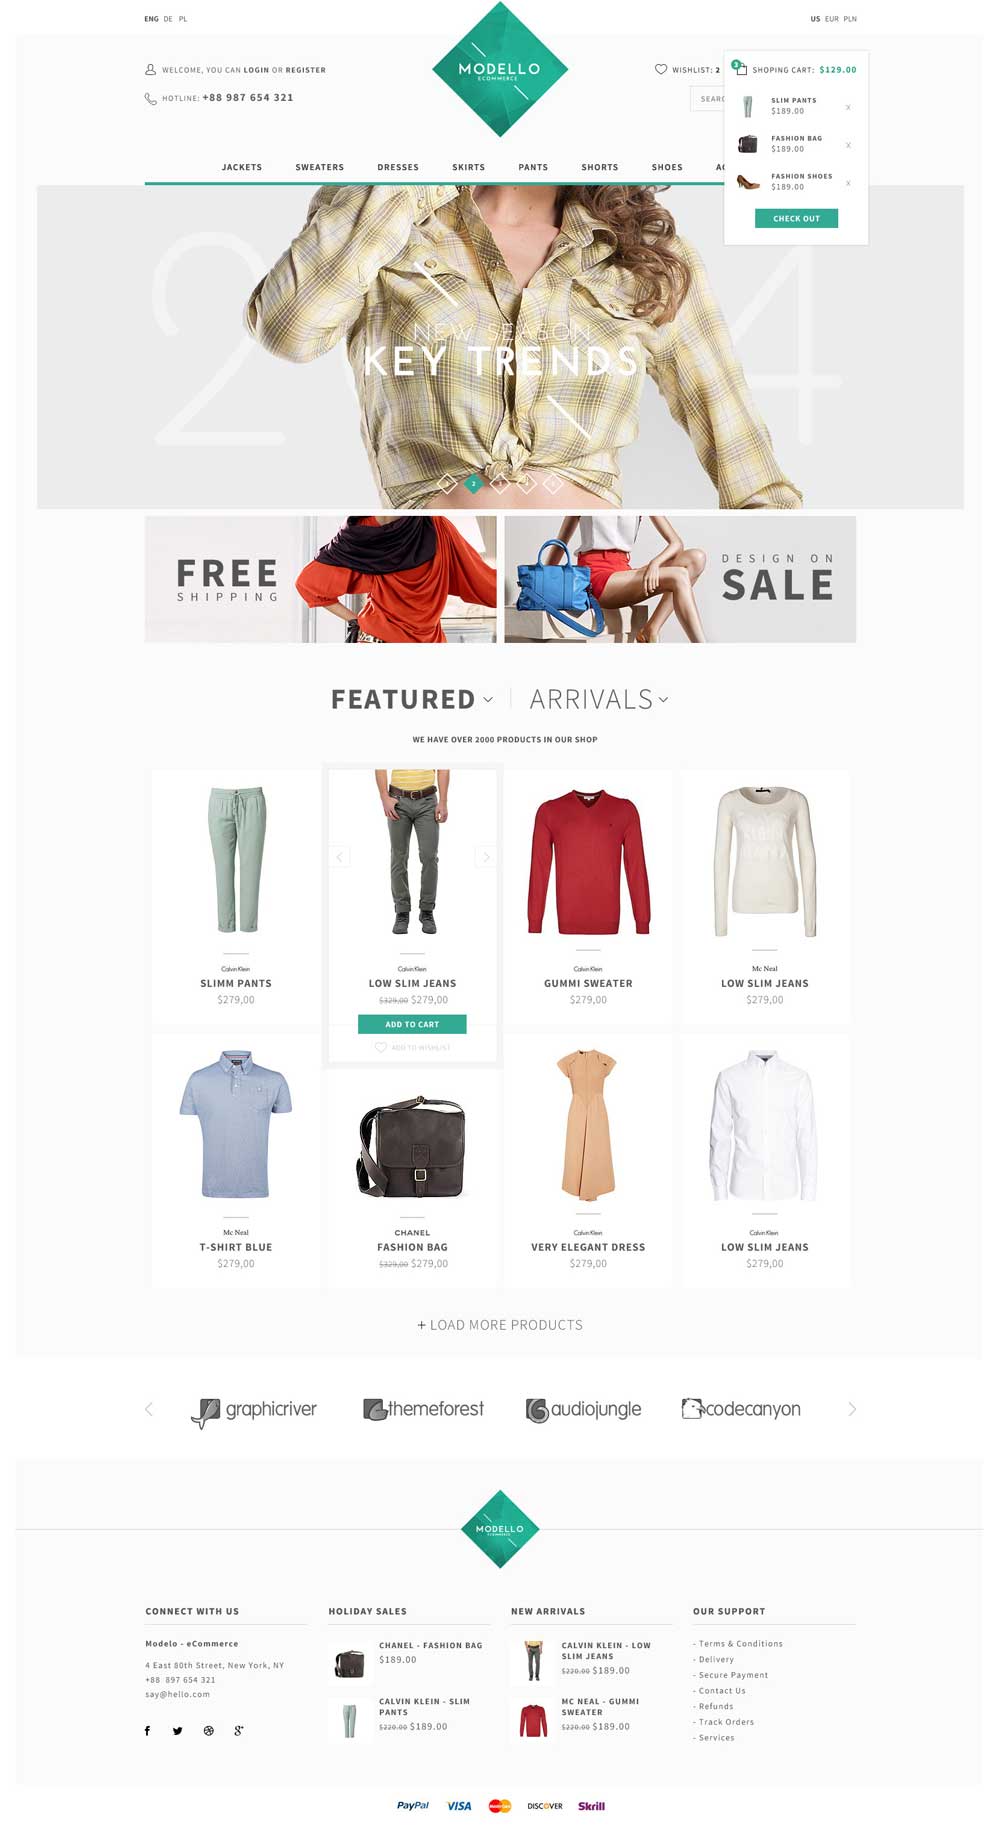 ENG DE PL
US EUR PLN
MODELLO
ECOMMERCE
WELCOME, YOU CAN LOGIN OR REGISTER
HOTLINE: +88 987 654 321
WISHLIST: 2
3
SHOPING CART: $129.00
SEARC
SLIM PANTS
$189.00
X
FASHION BAG
$189.00
X
FASHION SHOES
$189.00
X
CHECK OUT
JACKETS SWEATERS DRESSES SKIRTS PANTS SHORTS SHOES AC
2 4
NEW SEASON
KEY TRENDS
2
FREE
SHIPPING
DESIGN ON
SALE
FEATURED ARRIVALS
WE HAVE OVER 2000 PRODUCTS IN OUR SHOP
Calvin Klein
SLIMM PANTS
$279,00
Calvin Klein
LOW SLIM JEANS
$329,00 $279,00
ADD TO CART
ADD TO WISHLIST
Calvin Klein
GUMMI SWEATER
$279,00
Mc Neal
LOW SLIM JEANS
$279,00
Mc Neal
T-SHIRT BLUE
$279,00
CHANEL
FASHION BAG
$329,00 $279,00
Calvin Klein
VERY ELEGANT DRESS
$279,00
Calvin Klein
LOW SLIM JEANS
$279,00
+ LOAD MORE PRODUCTS
graphicriver themeforest audiojungle codecanyon
MODELLO
ECOMMERCE
CONNECT WITH US
Modelo - eCommerce
4 East 80th Street, New York, NY
+88 897 654 321
say@hello.com
HOLIDAY SALES
CHANEL - FASHION BAG
$189.00
CALVIN KLEIN - SLIM
PANTS
$220.00 $189.00
NEW ARRIVALS
CALVIN KLEIN - LOW
SLIM JEANS
$220.00 $189.00
MC NEAL - GUMMI
SWEATER
$220.00 $189.00
OUR SUPPORT
- Terms & Conditions
- Delivery
- Secure Payment
- Contact Us
- Refunds
- Track Orders
- Services
PayPal VISA MasterCard DISCOVER Skrill